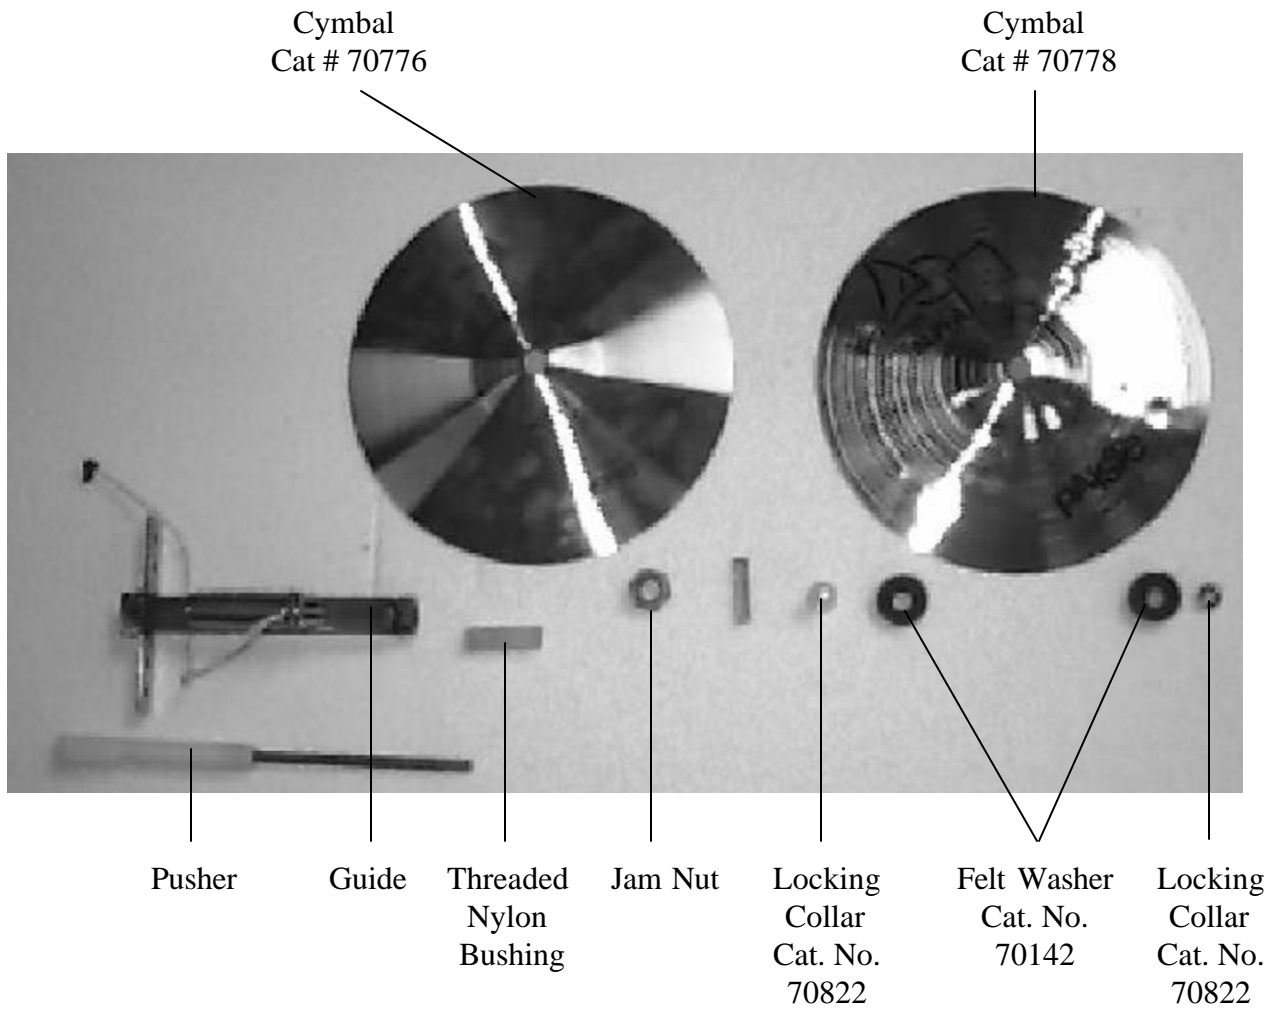 Cymbal
Cat # 70776
Cymbal
Cat # 70778
Pusher
Guide
Threaded
Nylon
Bushing
Jam Nut
Locking
Collar
Cat. No.
70822
Felt Washer
Cat. No.
70142
Locking
Collar
Cat. No.
70822